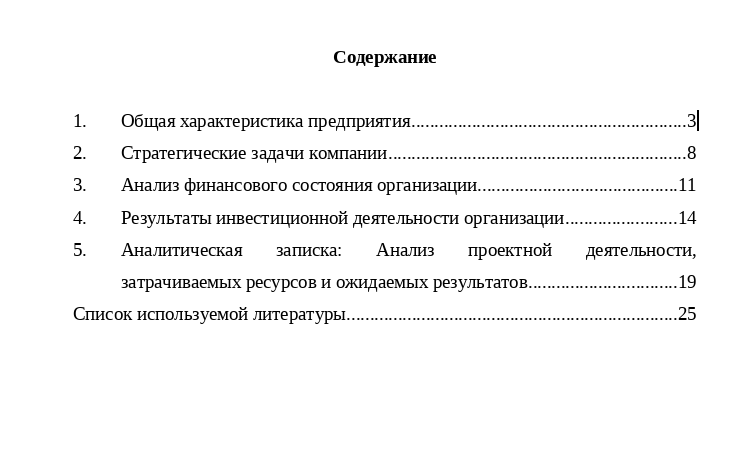 Содержание
1. Общая характеристика предприятия...........................................................3
2. Стратегические задачи компании................................................................8
3. Анализ финансового состояния организации...........................................11
4. Результаты инвестиционной деятельности организации........................14
5. Аналитическая записка: Анализ проектной деятельности,
затрачиваемых ресурсов и ожидаемых результатов................................19
Список используемой литературы.......................................................................25